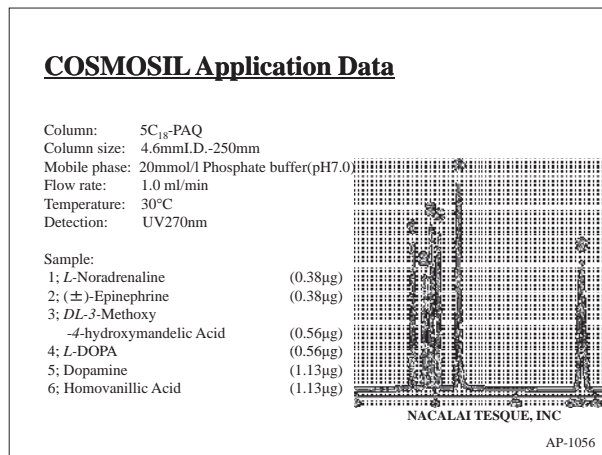 COSMOSIL Application Data
Column: 5C₁₈-PAQ
Column size: 4.6mmI.D.-250mm
Mobile phase: 20mmol/l Phosphate buffer(pH7.0)
Flow rate: 1.0 ml/min
Temperature: 30°C
Detection: UV270nm
Sample:
1; L-Noradrenaline (0.38µg)
2; (±)-Epinephrine (0.38µg)
3; DL-3-Methoxy
-4-hydroxymandelic Acid (0.56µg)
4; L-DOPA (0.56µg)
5; Dopamine (1.13µg)
6; Homovanillic Acid (1.13µg)
NACALAI TESQUE, INC
AP-1056